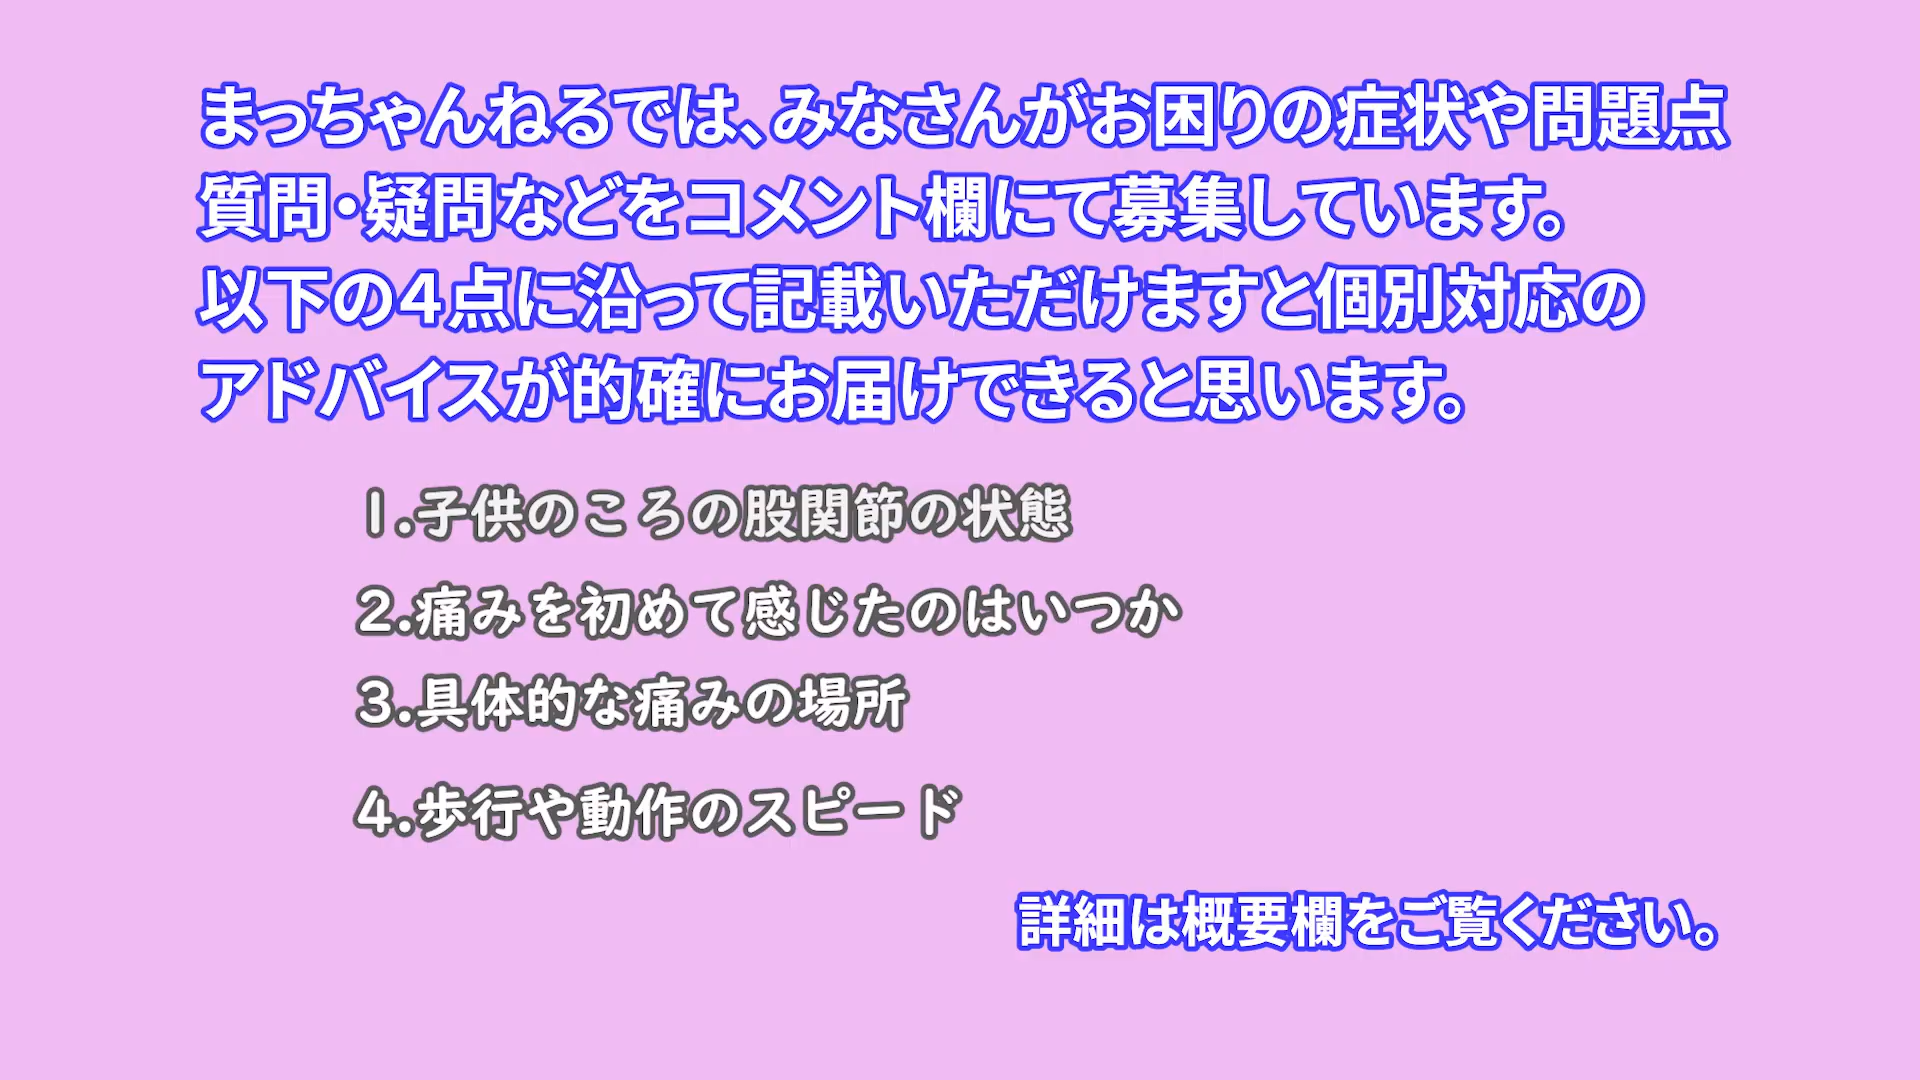 まっちゃんねるでは、みなさんがお困りの症状や問題点
質問・疑問などをコメント欄にて募集しています。
以下の4点に沿って記載いただけますと個別対応の
アドバイスが的確にお届けできると思います。
1.子供のころの股関節の状態
2.痛みを初めて感じたのはいつか
3.具体的な痛みの場所
4.歩行や動作のスピード
詳細は概要欄をご覧ください。